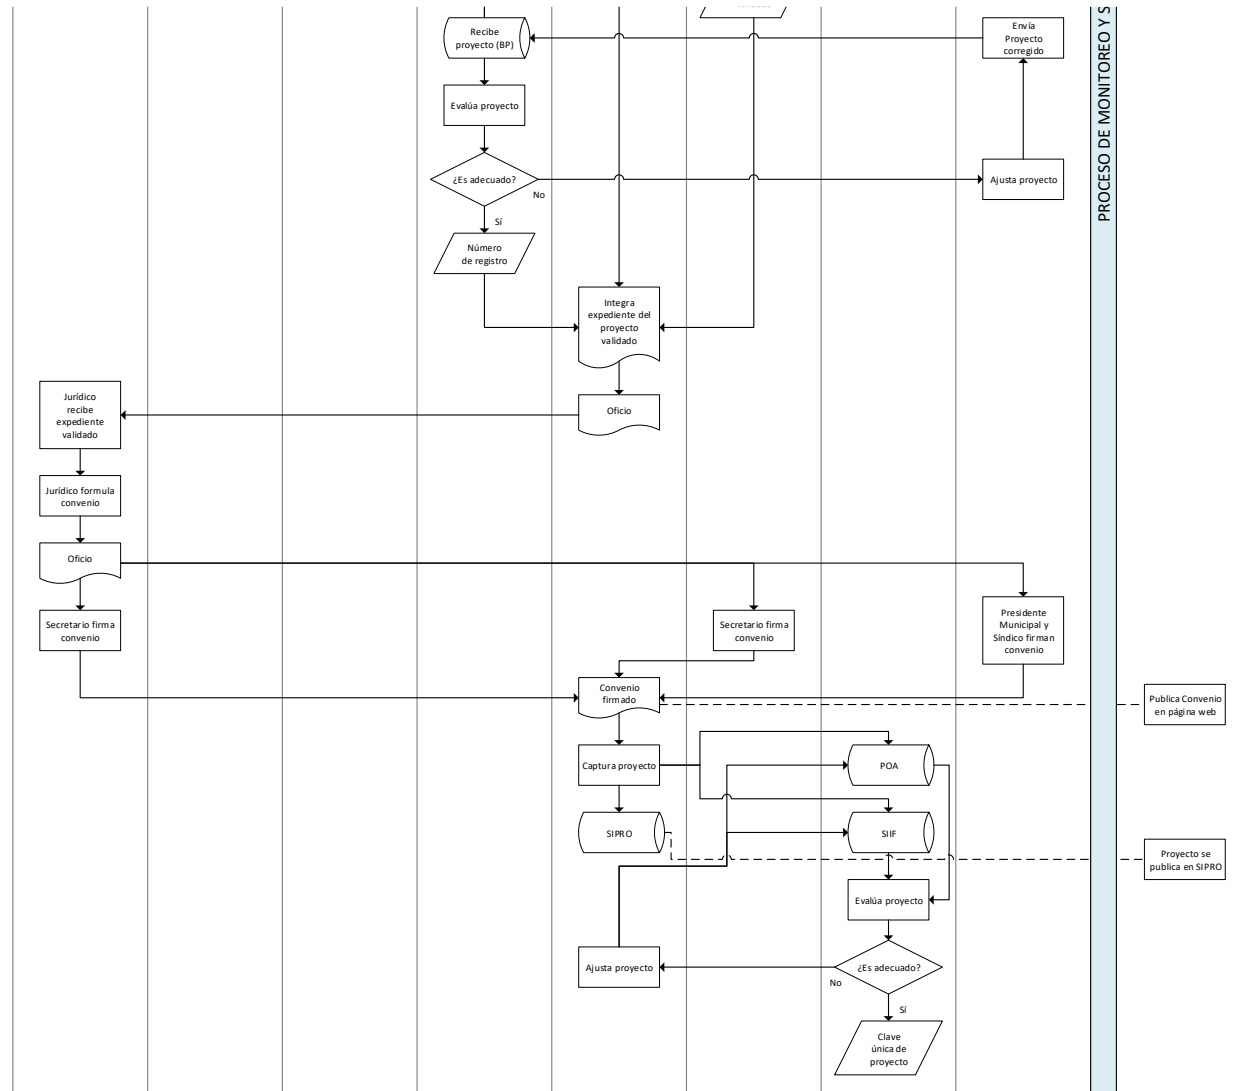 Recibe
proyecto (BP)
Envía
Proyecto
corregido
PROCESO DE MONITOREO Y S
Evalúa proyecto
¿Es adecuado?
No
Ajusta proyecto
Sí
Número
de registro
Integra
expediente del
proyecto
validado
Oficio
Jurídico
recibe
expediente
validado
Jurídico formula
convenio
Oficio
Secretario firma
convenio
Secretario firma
convenio
Presidente
Municipal y
Síndico firman
convenio
Convenio
firmado
Publica Convenio
en página web
Captura proyecto
POA
SIPRO
SIIF
Proyecto se
publica en SIPRO
Evalúa proyecto
Ajusta proyecto
¿Es adecuado?
No
Sí
Clave
única de
proyecto